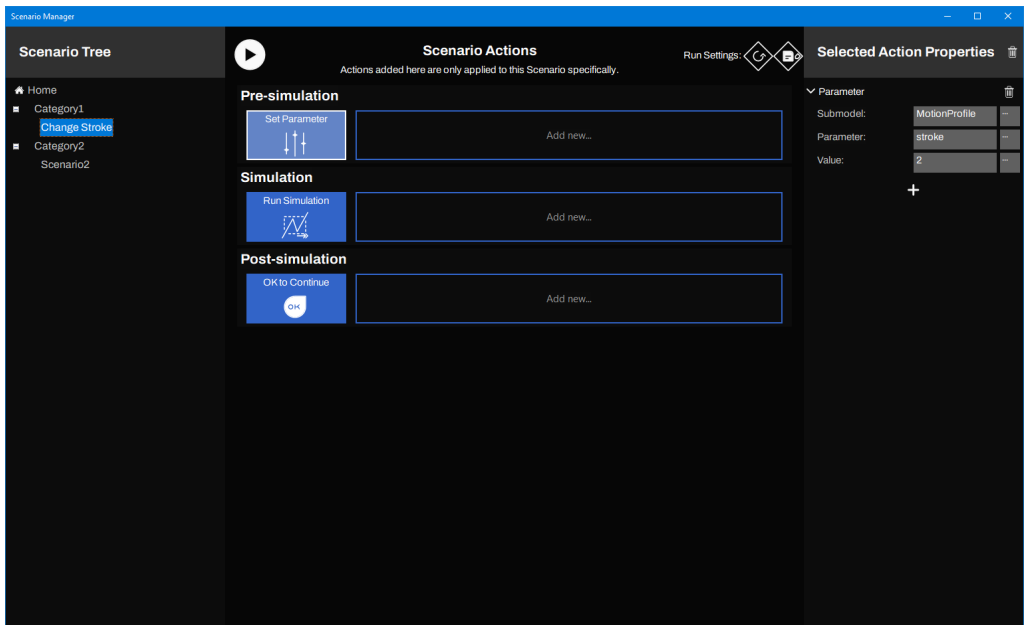 Scenario Manager
Scenario Tree
Home
Category1
Change Stroke
Category2
Scenario2
Scenario Actions
Actions added here are only applied to this Scenario specifically.
Run Settings:
Pre-simulation
Set Parameter
Add new...
Simulation
Run Simulation
Add new...
Post-simulation
OK to Continue
OK
Add new...
Selected Action Properties
Parameter
Submodel: MotionProfile ...
Parameter: stroke ...
Value: 2 ...